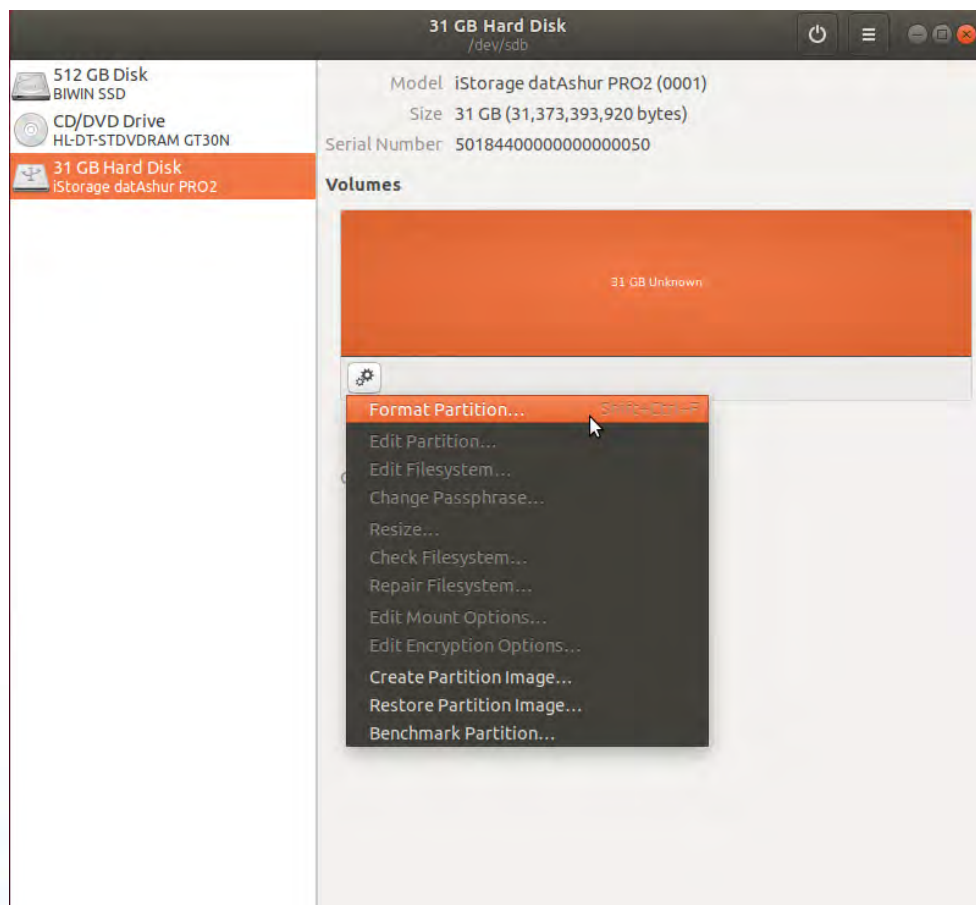 31 GB Hard Disk
/dev/sdb
512 GB Disk
BIWIN SSD
CD/DVD Drive
HL-DT-STDVDRAM GT30N
31 GB Hard Disk
iStorage datAshur PRO2
Model iStorage datAshur PRO2 (0001)
Size 31 GB (31,373,393,920 bytes)
Serial Number 50184400000000000050
Volumes
31 GB Unknown
Format Partition... Shift+Ctrl+F
Edit Partition...
Edit Filesystem...
Change Passphrase...
Resize...
Check Filesystem...
Repair Filesystem...
Edit Mount Options...
Edit Encryption Options...
Create Partition Image...
Restore Partition Image...
Benchmark Partition...